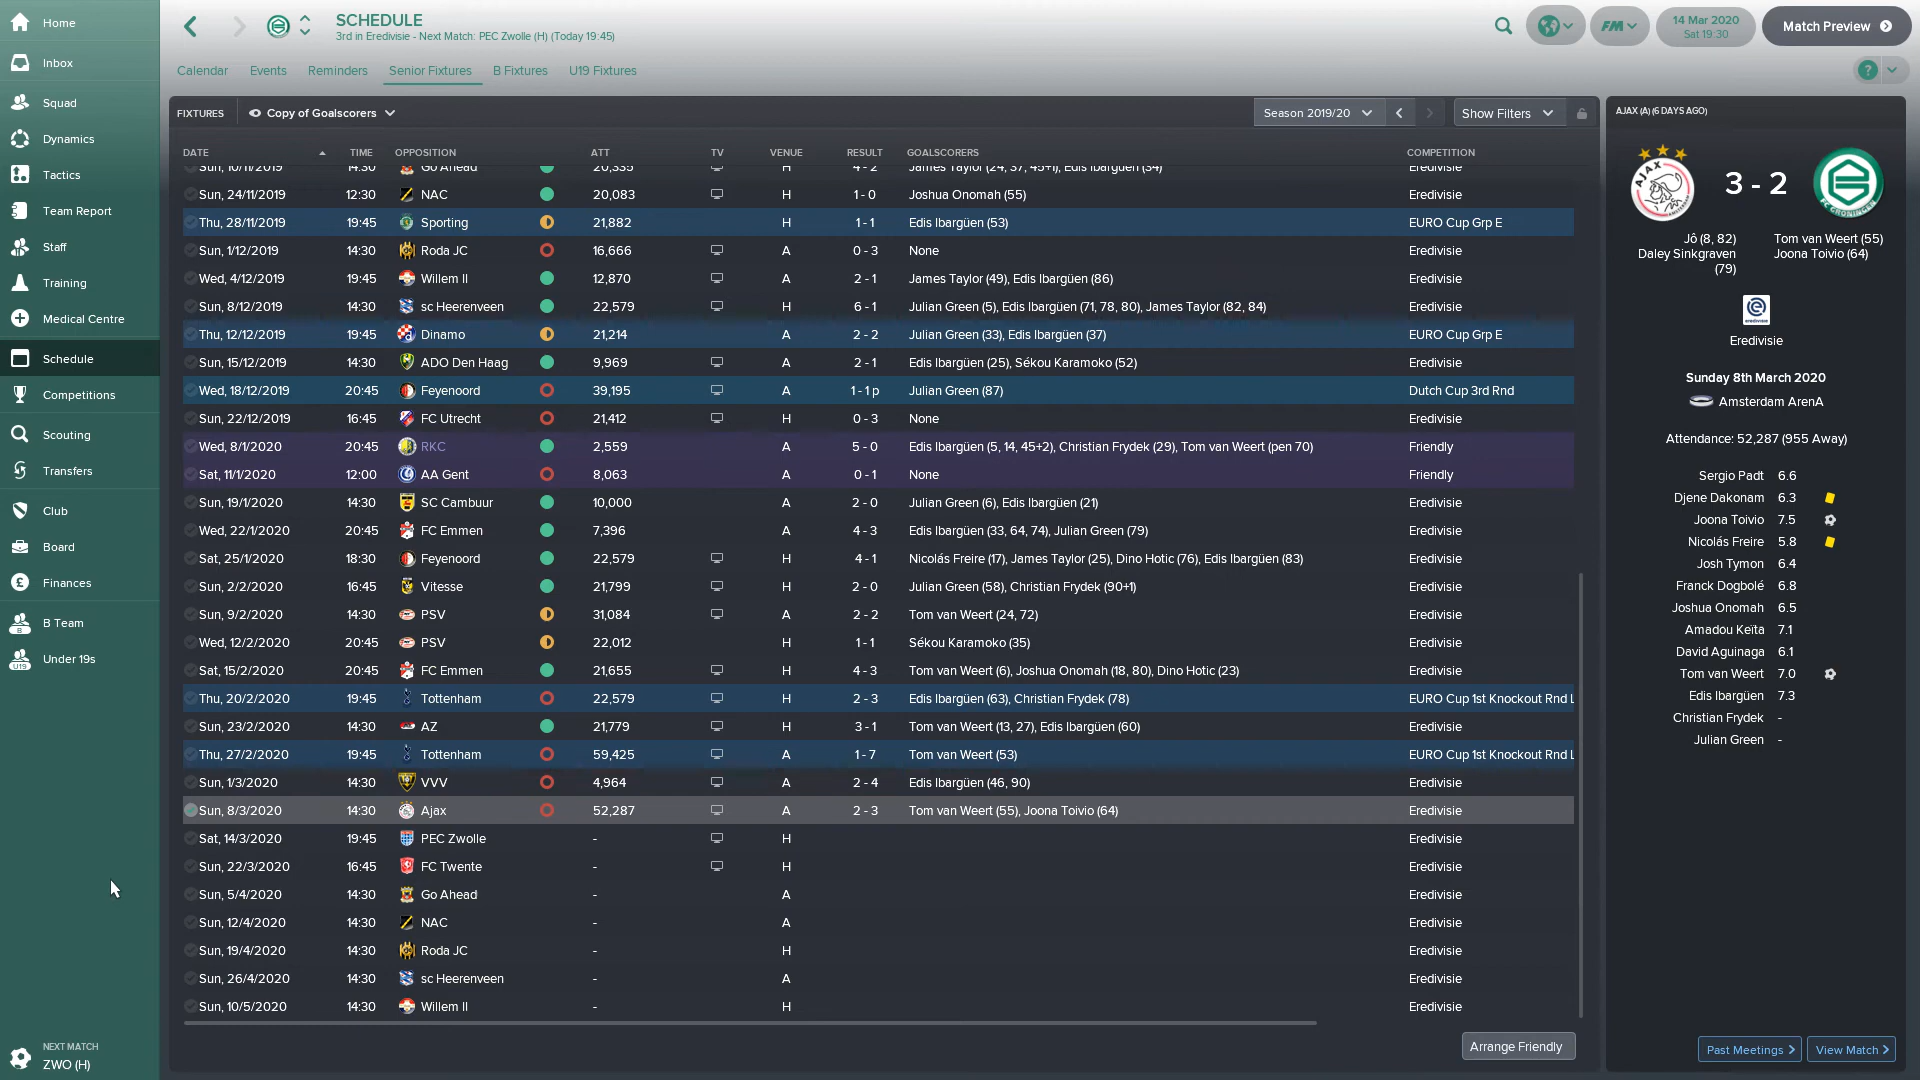 Home
Inbox
Squad
Dynamics
Tactics
Team Report
Staff
Training
Medical Centre
Schedule
Competitions
Scouting
Transfers
Club
Board
Finances
B Team
Under 19s
NEXT MATCH
ZWO (H)
SCHEDULE
3rd in Eredivisie - Next Match: PEC Zwolle (H) (Today 19:45)
FM
14 Mar 2020
Sat 19:30
Match Preview
Calendar Events Reminders Senior Fixtures B Fixtures U19 Fixtures
FIXTURES Copy of Goalscorers Season 2019/20 Show Filters
DATE TIME OPPOSITION ATT TV VENUE RESULT GOALSCORERS COMPETITION
Sun, 10/11/2019 14:30 Go Ahead 20,335 H 4 - 2 James Taylor (24, 37, 45+1), Edis Ibargüen (34) Eredivisie
Sun, 24/11/2019 12:30 NAC 20,083 H 1 - 0 Joshua Onomah (55) Eredivisie
Thu, 28/11/2019 19:45 Sporting 21,882 H 1 - 1 Edis Ibargüen (53) EURO Cup Grp E
Sun, 1/12/2019 14:30 Roda JC 16,666 A 0 - 3 None Eredivisie
Wed, 4/12/2019 19:45 Willem II 12,870 A 2 - 1 James Taylor (49), Edis Ibargüen (86) Eredivisie
Sun, 8/12/2019 14:30 sc Heerenveen 22,579 H 6 - 1 Julian Green (5), Edis Ibargüen (71, 78, 80), James Taylor (82, 84) Eredivisie
Thu, 12/12/2019 19:45 Dinamo 21,214 A 2 - 2 Julian Green (33), Edis Ibargüen (37) EURO Cup Grp E
Sun, 15/12/2019 14:30 ADO Den Haag 9,969 A 2 - 1 Edis Ibargüen (25), Sékou Karamoko (52) Eredivisie
Wed, 18/12/2019 20:45 Feyenoord 39,195 A 1 - 1 p Julian Green (87) Dutch Cup 3rd Rnd
Sun, 22/12/2019 16:45 FC Utrecht 21,412 H 0 - 3 None Eredivisie
Wed, 8/1/2020 20:45 RKC 2,559 A 5 - 0 Edis Ibargüen (5, 14, 45+2), Christian Frydek (29), Tom van Weert (pen 70) Friendly
Sat, 11/1/2020 12:00 AA Gent 8,063 A 0 - 1 None Friendly
Sun, 19/1/2020 14:30 SC Cambuur 10,000 A 2 - 0 Julian Green (6), Edis Ibargüen (21) Eredivisie
Wed, 22/1/2020 20:45 FC Emmen 7,396 A 4 - 3 Edis Ibargüen (33, 64, 74), Julian Green (79) Eredivisie
Sat, 25/1/2020 18:30 Feyenoord 22,579 H 4 - 1 Nicolás Freire (17), James Taylor (25), Dino Hotic (76), Edis Ibargüen (83) Eredivisie
Sun, 2/2/2020 16:45 Vitesse 21,799 H 2 - 0 Julian Green (58), Christian Frydek (90+1) Eredivisie
Sun, 9/2/2020 14:30 PSV 31,084 A 2 - 2 Tom van Weert (24, 72) Eredivisie
Wed, 12/2/2020 20:45 PSV 22,012 H 1 - 1 Sékou Karamoko (35) Eredivisie
Sat, 15/2/2020 20:45 FC Emmen 21,655 H 4 - 3 Tom van Weert (6), Joshua Onomah (18, 80), Dino Hotic (23) Eredivisie
Thu, 20/2/2020 19:45 Tottenham 22,579 H 2 - 3 Edis Ibargüen (63), Christian Frydek (78) EURO Cup 1st Knockout Rnd L
Sun, 23/2/2020 14:30 AZ 21,779 H 3 - 1 Tom van Weert (13, 27), Edis Ibargüen (60) Eredivisie
Thu, 27/2/2020 19:45 Tottenham 59,425 A 1 - 7 Tom van Weert (53) EURO Cup 1st Knockout Rnd L
Sun, 1/3/2020 14:30 VVV 4,964 A 2 - 4 Edis Ibargüen (46, 90) Eredivisie
Sun, 8/3/2020 14:30 Ajax 52,287 A 2 - 3 Tom van Weert (55), Joona Toivio (64) Eredivisie
Sat, 14/3/2020 19:45 PEC Zwolle - H Eredivisie
Sun, 22/3/2020 16:45 FC Twente - H Eredivisie
Sun, 5/4/2020 14:30 Go Ahead - A Eredivisie
Sun, 12/4/2020 14:30 NAC - A Eredivisie
Sun, 19/4/2020 14:30 Roda JC - H Eredivisie
Sun, 26/4/2020 14:30 sc Heerenveen - A Eredivisie
Sun, 10/5/2020 14:30 Willem II - H Eredivisie
Arrange Friendly
AJAX (A) (6 DAYS AGO)
AJAX 3 - 2 FC GRONINGEN
Jô (8, 82) Tom van Weert (55)
Daley Sinkgraven Joona Toivio (64)
(79)
eredivisie
Eredivisie
Sunday 8th March 2020
Amsterdam ArenA
Attendance: 52,287 (955 Away)
Sergio Padt 6.6
Djene Dakonam 6.3
Joona Toivio 7.5
Nicolás Freire 5.8
Josh Tymon 6.4
Franck Dogbolé 6.8
Joshua Onomah 6.5
Amadou Keïta 7.1
David Aguinaga 6.1
Tom van Weert 7.0
Edis Ibargüen 7.3
Christian Frydek -
Julian Green -
Past Meetings View Match